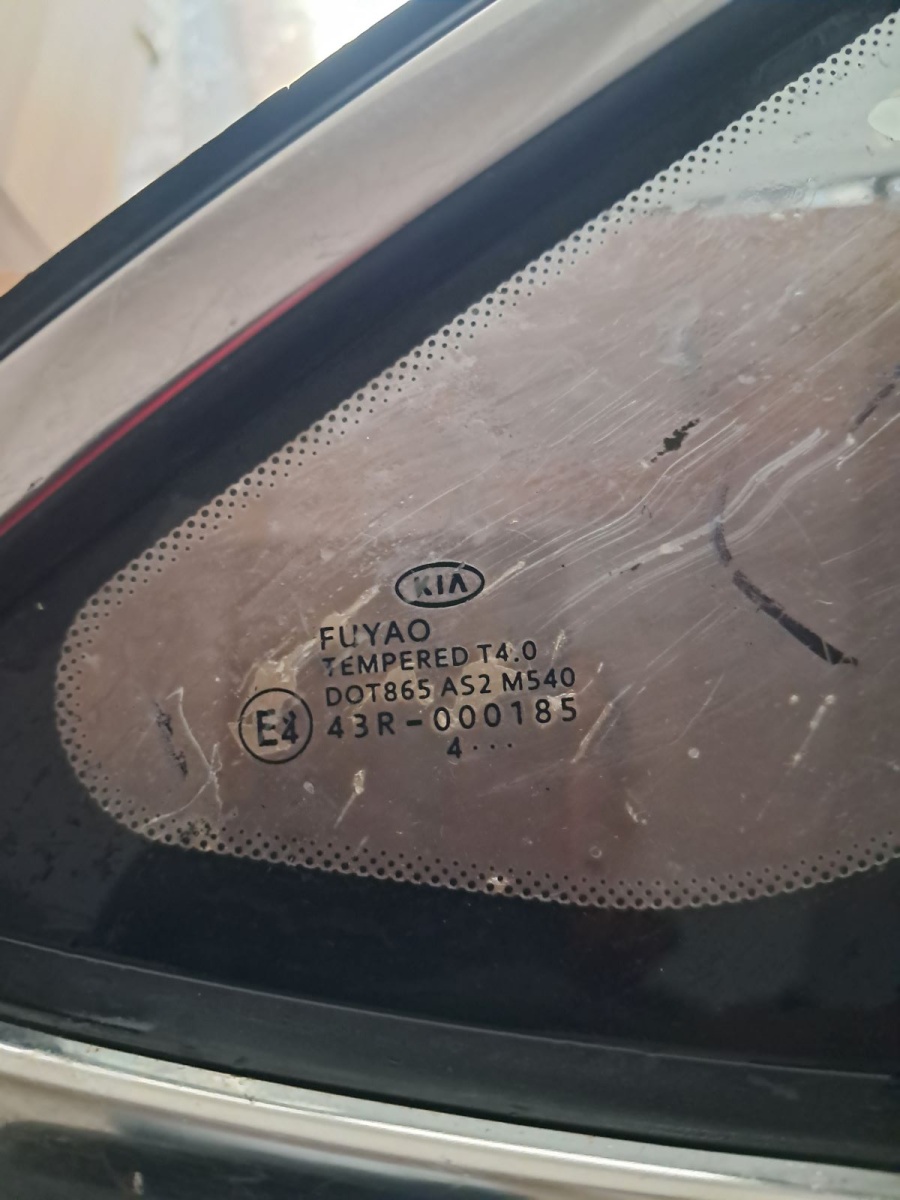 KIA
FUYAO
TEMPERED T4.0
DOT865 AS2 M540
E4 43R-000185
4...